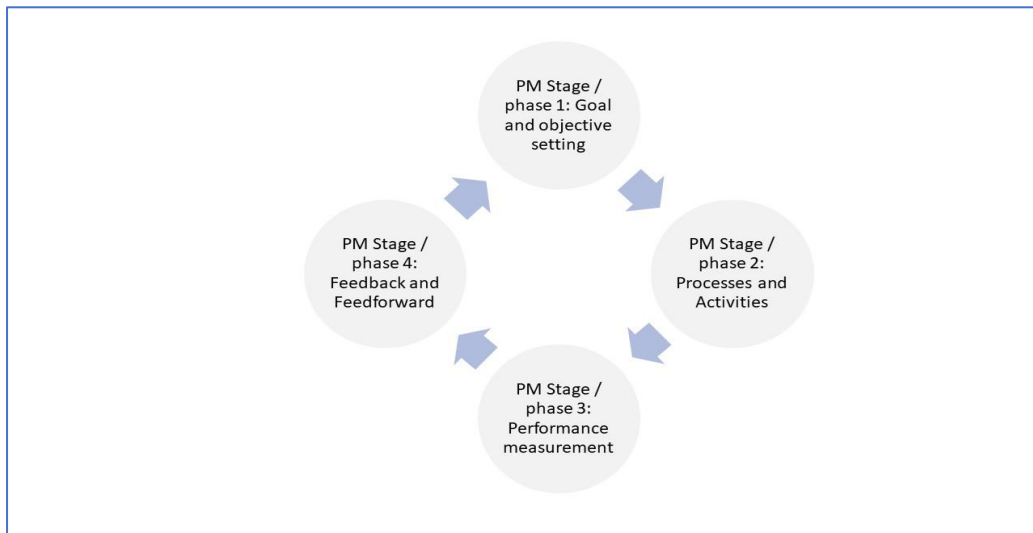 PM Stage /
phase 1: Goal
and objective
setting
PM Stage /
phase 2:
Processes and
Activities
PM Stage /
phase 3:
Performance
measurement
PM Stage /
phase 4:
Feedback and
Feedforward